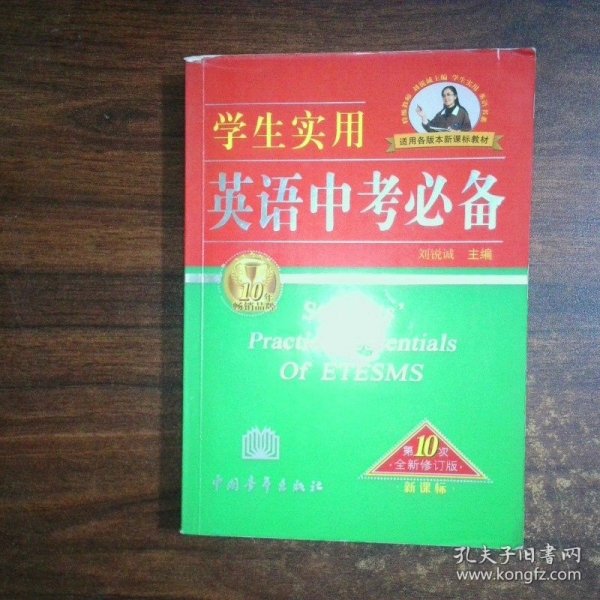 学生实用
适用各版本新课标教材
英语中考必备
刘锐诚 主编
10年
畅销品牌
Of ETESMS
第10次
全新修订版
·新课标·
中国青年出版社
孔夫子旧书网
www.kongfz.com